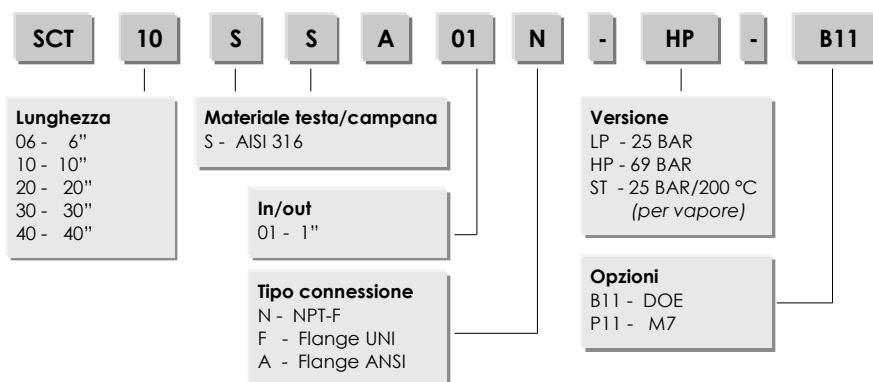 SCT 10 S S A 01 N - HP - B11
Lunghezza
06 - 6”
10 - 10”
20 - 20”
30 - 30”
40 - 40”
Materiale testa/campana
S - AISI 316
In/out
01 - 1”
Tipo connessione
N - NPT-F
F - Flange UNI
A - Flange ANSI
Versione
LP - 25 BAR
HP - 69 BAR
ST - 25 BAR/200 °C
(per vapore)
Opzioni
B11 - DOE
P11 - M7